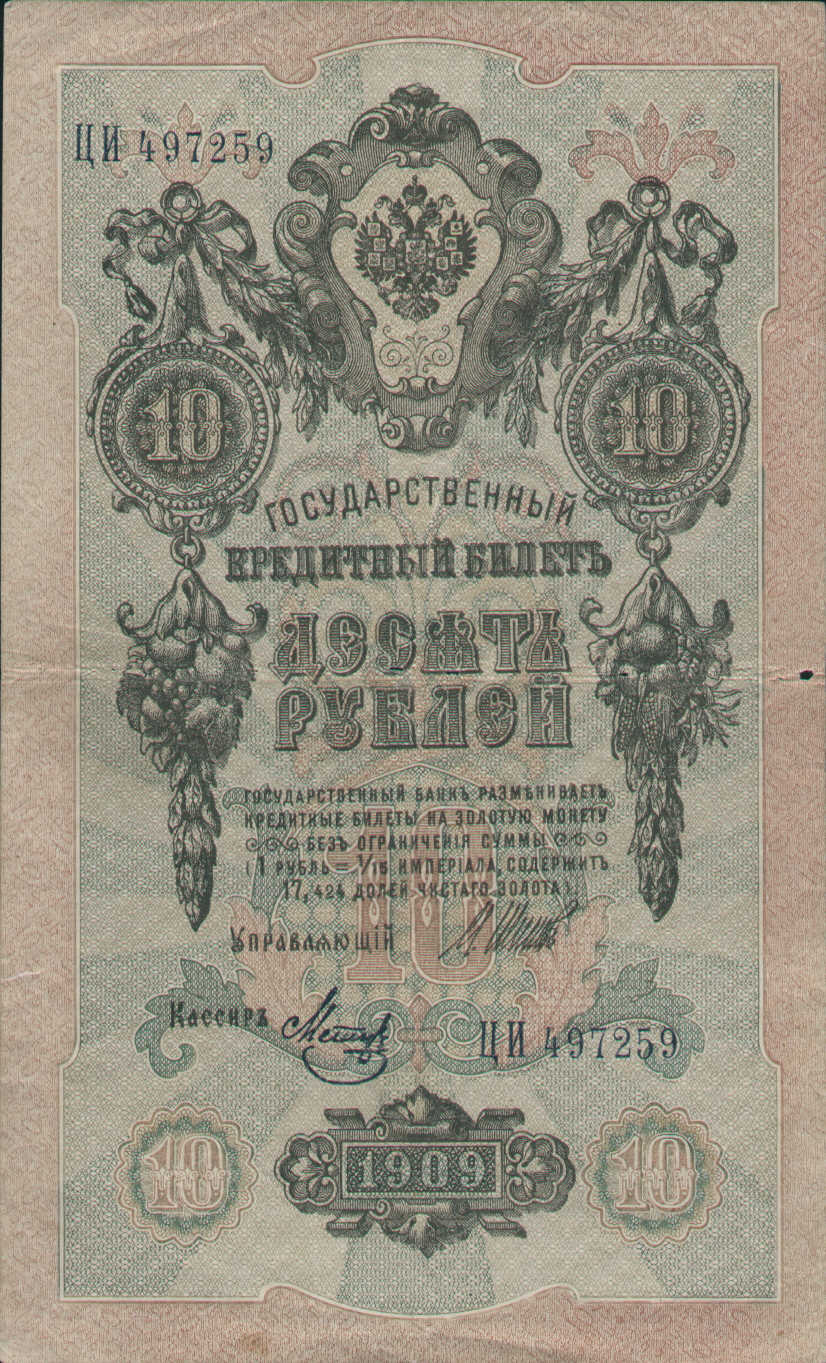 ЦИ 497259
10 10
ГОСУДАРСТВЕННЫЙ
КРЕДИТНЫЙ БИЛЕТЪ
ДЕСЯТЬ
РУБЛЕЙ
ГОСУДАРСТВЕННЫЙ БАНКЪ РАЗМѢНИВАЕТЪ
КРЕДИТНЫЕ БИЛЕТЫ НА ЗОЛОТУЮ МОНЕТУ
БЕЗЪ ОГРАНИЧЕНІЯ СУММЫ
(1 РУБЛЬ = 1/15 ИМПЕРІАЛА, СОДЕРЖИТЪ
17,424 ДОЛЕЙ ЧИСТАГО ЗОЛОТА).
10
УПРАВЛЯЮЩІЙ
Кассиръ
ЦИ 497259
10 1909 10